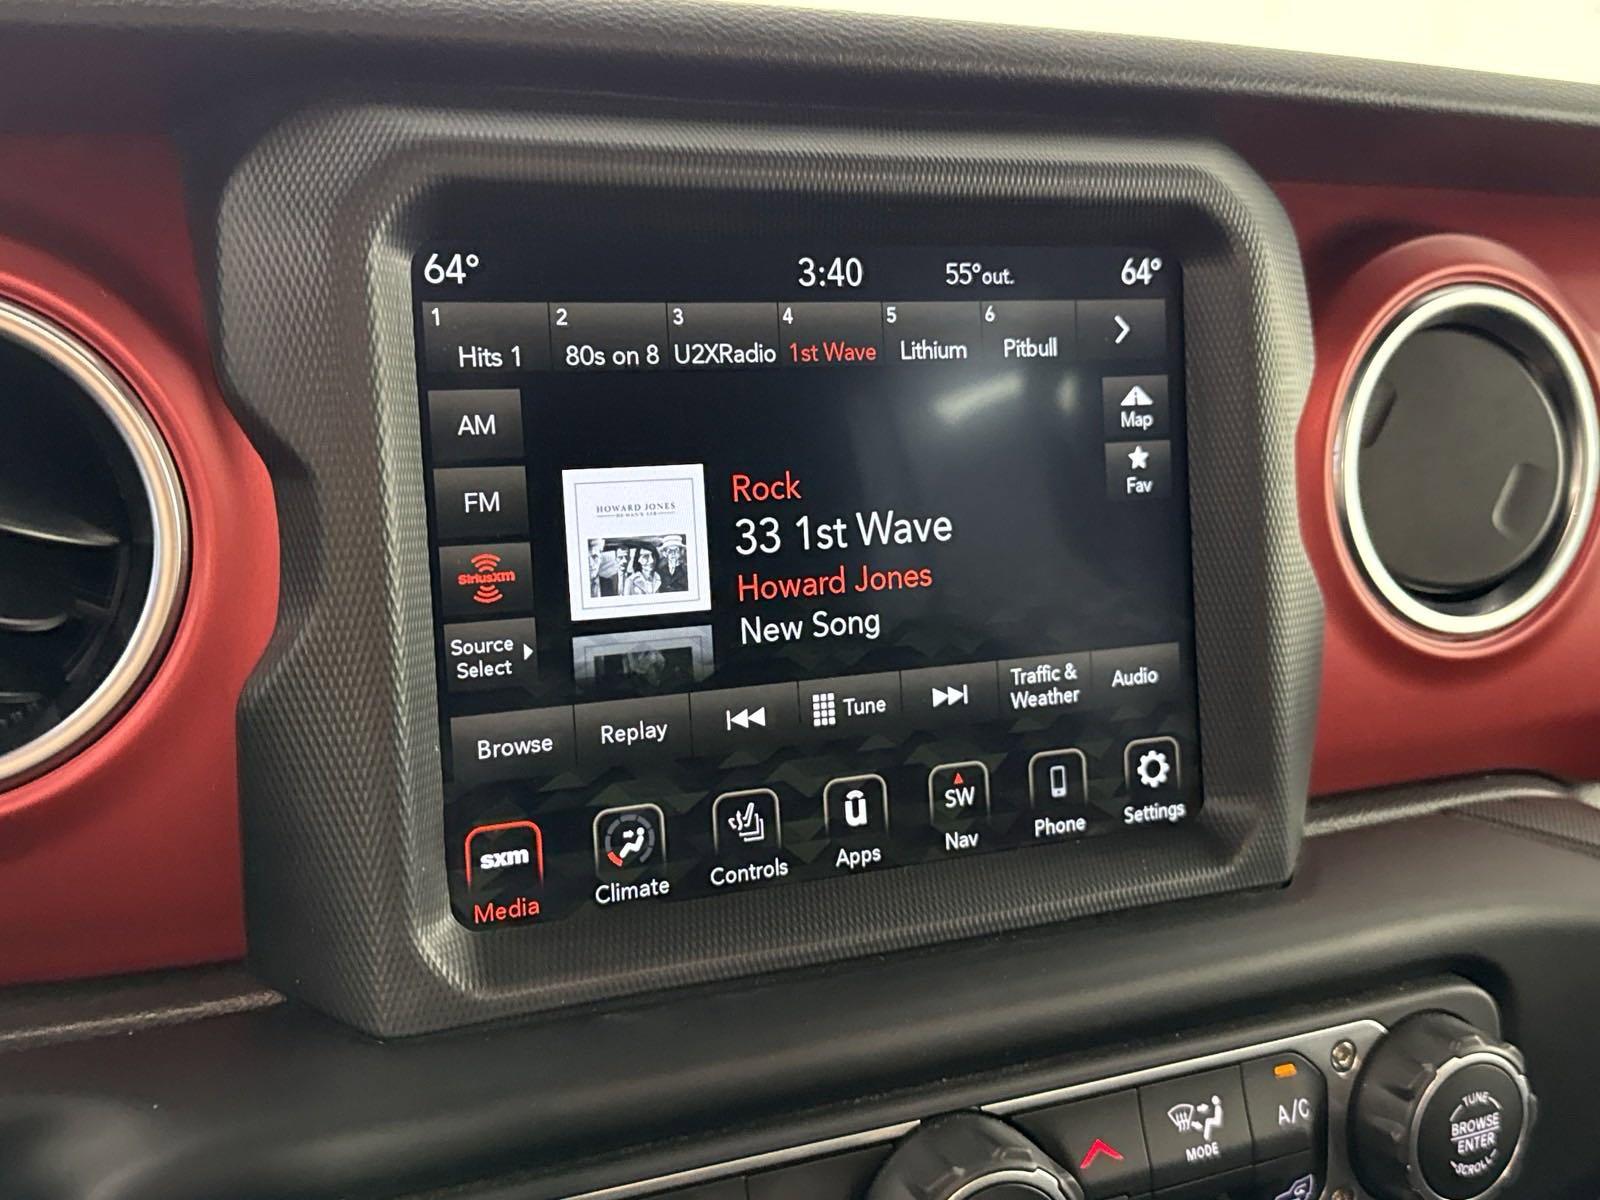 64° 3:40 55°out. 64°
1 2 3 4 5 6
Hits 1 80s on 8 U2XRadio 1st Wave Lithium Pitbull
AM
Map
FM
Fav
HOWARD JONES
Rock
33 1st Wave
Howard Jones
New Song
siriusxm
Source
Select
Browse Replay Tune Traffic & Weather Audio
sxm ū SW
Media Climate Controls Apps Nav Phone Settings
MODE
A/C
TUNE
BROWSE
ENTER
SCROLL